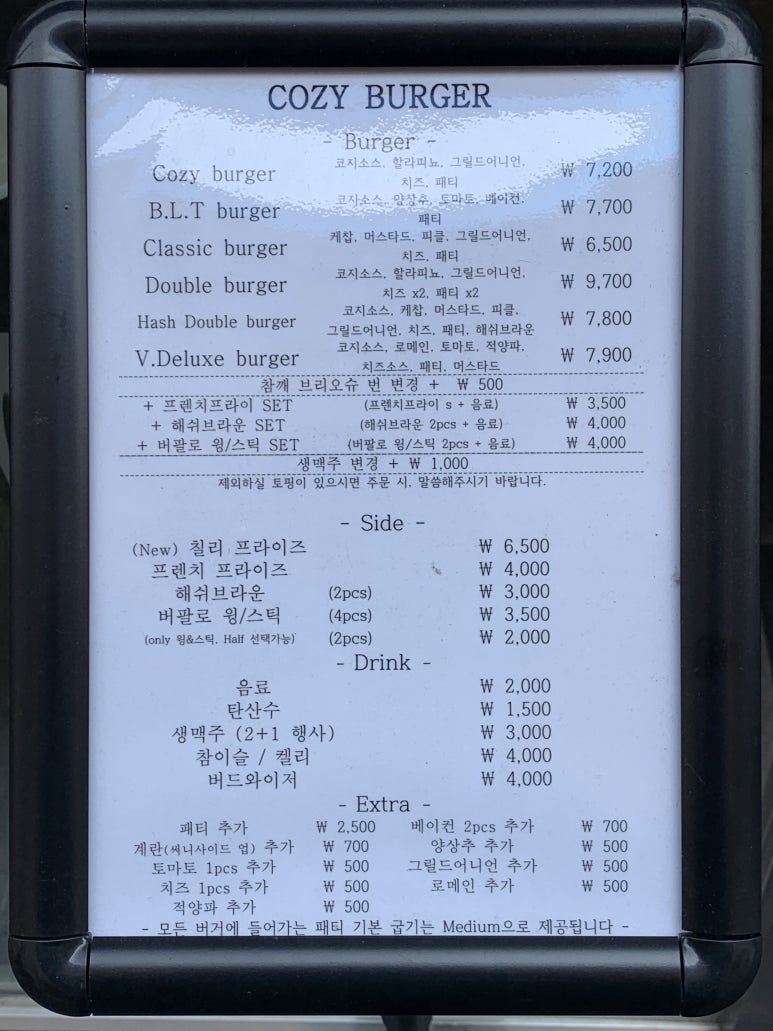 COZY BURGER
- Burger -
Cozy burger 코지소스, 할라피뇨, 그릴드어니언, 치즈, 패티 ₩ 7,200
B.L.T burger 코지소스, 양상추, 토마토, 베이컨, 패티 ₩ 7,700
Classic burger 케찹, 머스타드, 피클, 그릴드어니언, 치즈, 패티 ₩ 6,500
Double burger 코지소스, 할라피뇨, 그릴드어니언, 치즈 x2, 패티 x2 ₩ 9,700
Hash Double burger 코지소스, 케찹, 머스타드, 피클, 그릴드어니언, 치즈, 패티, 해쉬브라운 ₩ 7,800
V.Deluxe burger 코지소스, 로메인, 토마토, 적양파, 치즈소스, 패티, 머스타드 ₩ 7,900
참깨 브리오슈 번 변경 + ₩ 500
+ 프렌치프라이 SET (프렌치프라이 s + 음료) ₩ 3,500
+ 해쉬브라운 SET (해쉬브라운 2pcs + 음료) ₩ 4,000
+ 버팔로 윙/스틱 SET (버팔로 윙/스틱 2pcs + 음료) ₩ 4,000
생맥주 변경 + ₩ 1,000
제외하실 토핑이 있으시면 주문 시, 말씀해주시기 바랍니다.
- Side -
(New) 칠리 프라이즈 ₩ 6,500
프렌치 프라이즈 ₩ 4,000
해쉬브라운 (2pcs) ₩ 3,000
버팔로 윙/스틱 (4pcs) ₩ 3,500
(only 윙&스틱, Half 선택가능) (2pcs) ₩ 2,000
- Drink -
음료 ₩ 2,000
탄산수 ₩ 1,500
생맥주 (2+1 행사) ₩ 3,000
참이슬 / 켈리 ₩ 4,000
버드와이저 ₩ 4,000
- Extra -
패티 추가 ₩ 2,500 베이컨 2pcs 추가 ₩ 700
계란(써니사이드 업) 추가 ₩ 700 양상추 추가 ₩ 500
토마토 1pcs 추가 ₩ 500 그릴드어니언 추가 ₩ 500
치즈 1pcs 추가 ₩ 500 로메인 추가 ₩ 500
적양파 추가 ₩ 500
- 모든 버거에 들어가는 패티 기본 굽기는 Medium으로 제공됩니다 -